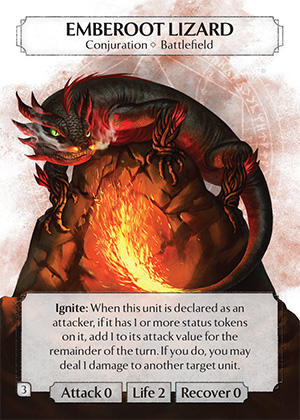 EMBEROOT LIZARD
Conjuration ◇ Battlefield
Ignite: When this unit is declared as an
attacker, if it has 1 or more status tokens
on it, add 1 to its attack value for the
remainder of the turn. If you do, you may
deal 1 damage to another target unit.
3
Attack 0 Life 2 Recover 0